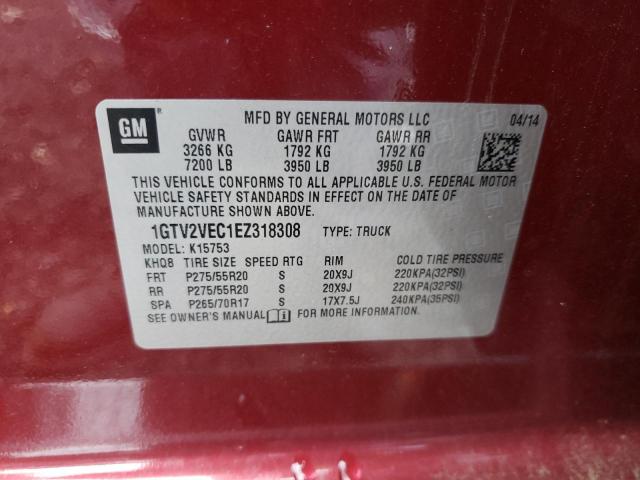 GM
MFD BY GENERAL MOTORS LLC 04/14
GVWR GAWR FRT GAWR RR
3266 KG 1792 KG 1792 KG
7200 LB 3950 LB 3950 LB
THIS VEHICLE CONFORMS TO ALL APPLICABLE U.S. FEDERAL MOTOR
VEHICLE SAFETY STANDARDS IN EFFECT ON THE DATE OF
MANUFACTURE SHOWN ABOVE.
1GTV2VEC1EZ318308 TYPE: TRUCK
MODEL: K15753
KHQ8 TIRE SIZE SPEED RTG RIM COLD TIRE PRESSURE
FRT P275/55R20 S 20X9J 220KPA(32PSI)
RR P275/55R20 S 20X9J 220KPA(32PSI)
SPA P265/70R17 S 17X7.5J 240KPA(35PSI)
SEE OWNER'S MANUAL FOR MORE INFORMATION.